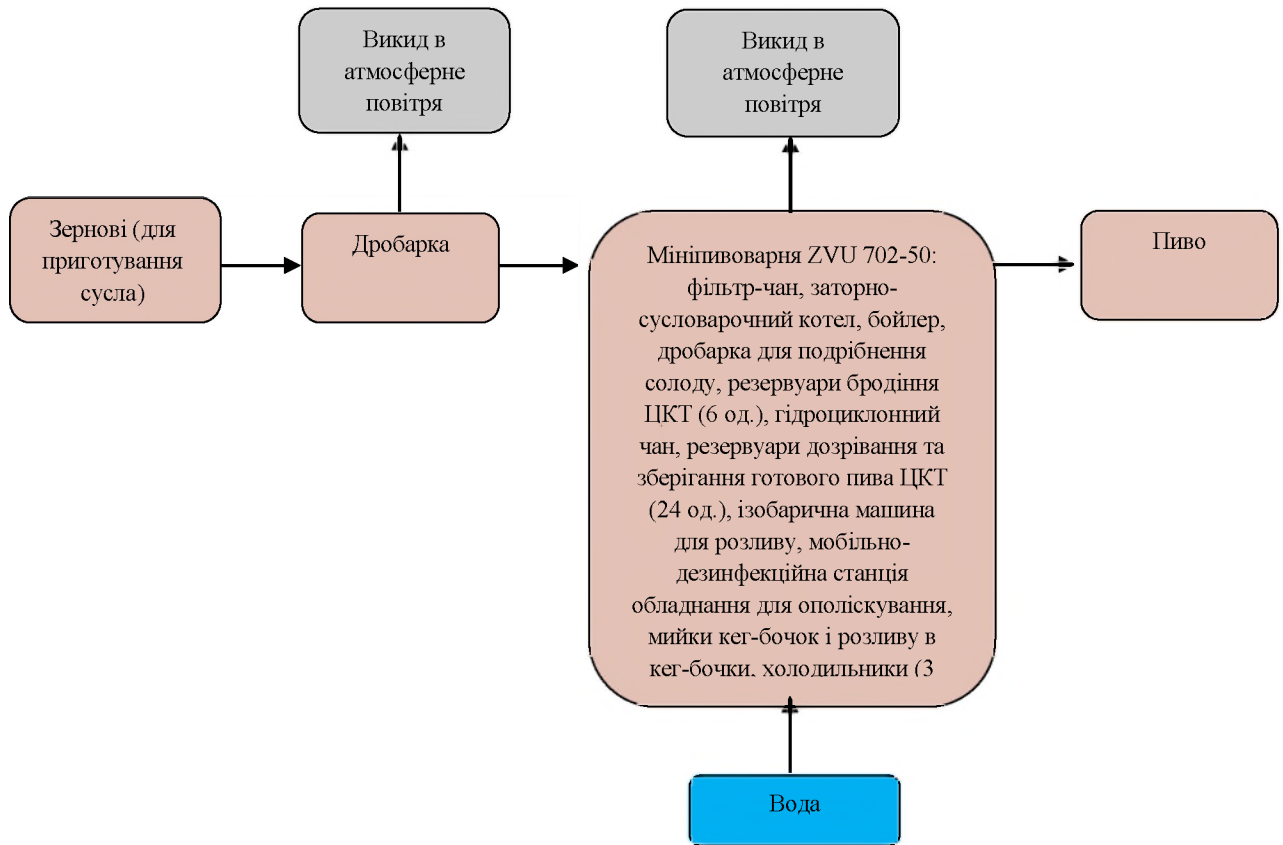 Викид в
атмосферне
повітря
Викид в
атмосферне
повітря
Зернові (для
приготування
сусла)
Дробарка
Мініпивоварня ZVU 702-50:
фільтр-чан, заторно-
сусловарочний котел, бойлер,
дробарка для подрібнення
солоду, резервуари бродіння
ЦКТ (6 од.), гідроциклонний
чан, резервуари дозрівання та
зберігання готового пива ЦКТ
(24 од.), ізобарична машина
для розливу, мобільно-
дезинфекційна станція
обладнання для ополіскування,
мийки кег-бочок і розливу в
кег-бочки, холодильники (3
Пиво
Вода